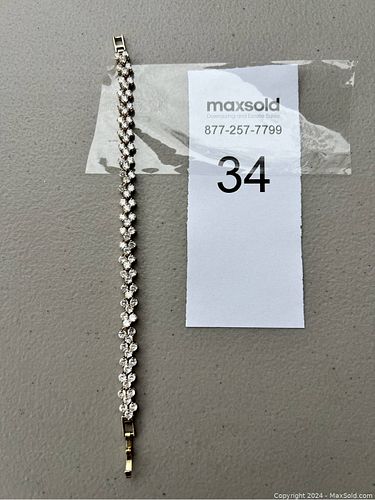 maxsold
Downsizing and Estate Sales
877-257-7799
34
Copyright 2024 - MaxSold.com